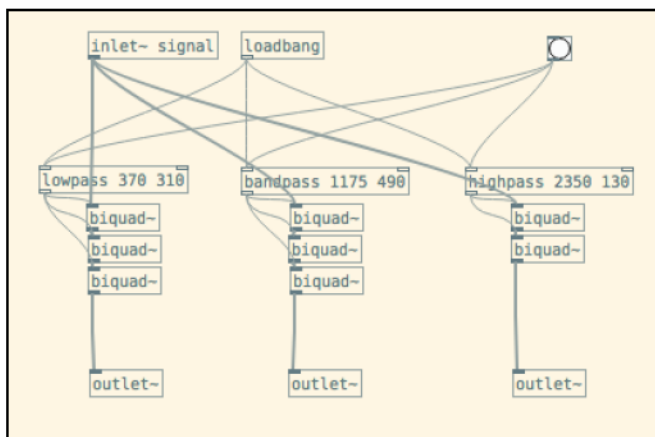 inlet~ signal
loadbang
lowpass 370 310
bandpass 1175 490
highpass 2350 130
biquad~
biquad~
biquad~
biquad~
biquad~
biquad~
biquad~
biquad~
outlet~
outlet~
outlet~